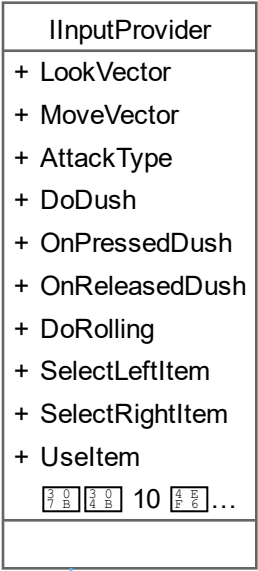 IInputProvider
+ LookVector
+ MoveVector
+ AttackType
+ DoDush
+ OnPressedDush
+ OnReleasedDush
+ DoRolling
+ SelectLeftItem
+ SelectRightItem
+ UseItem
10 …